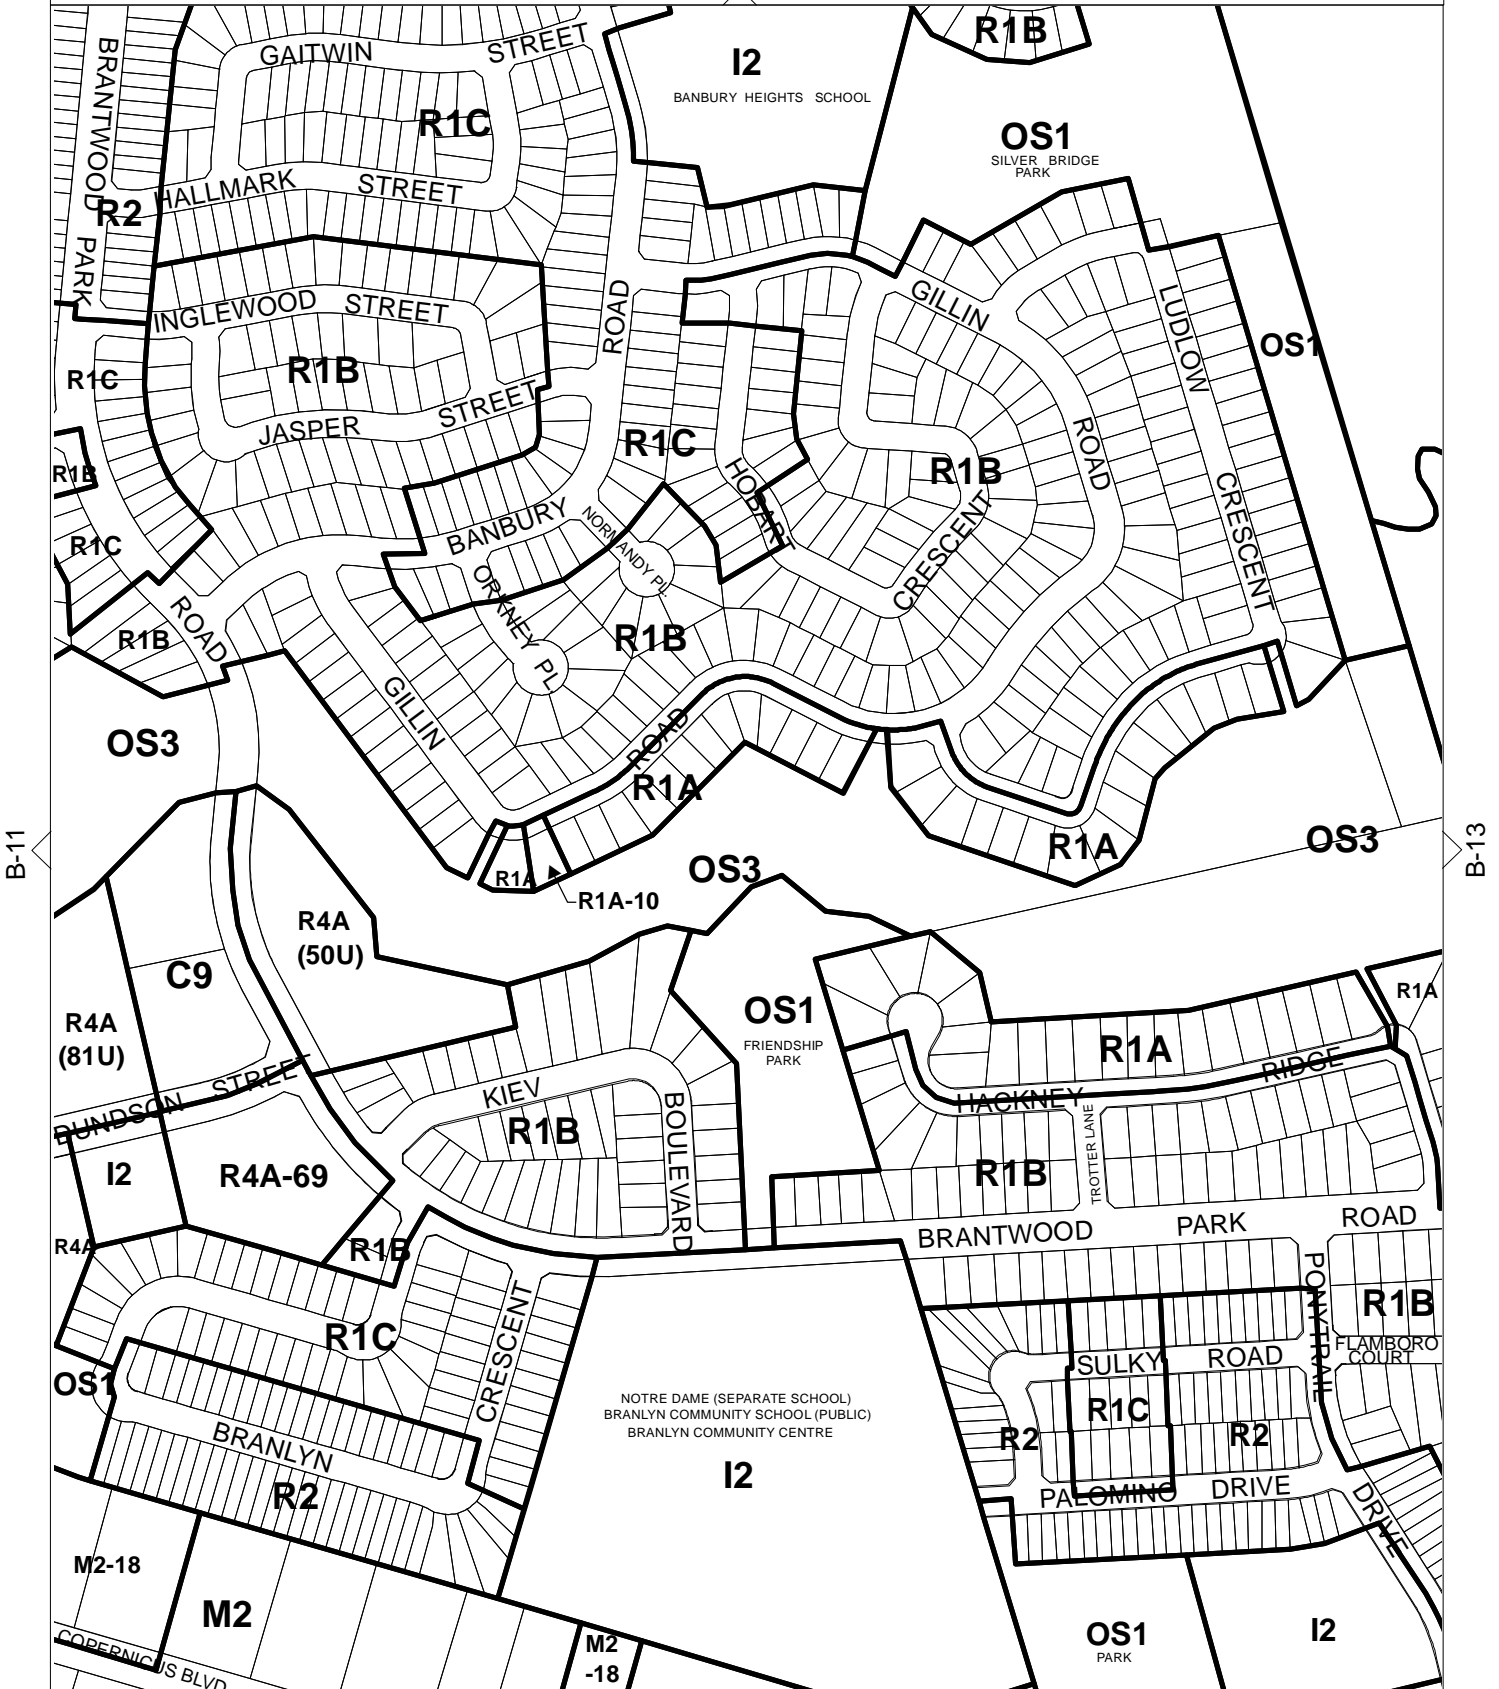 R1B
BRANTWOOD
PARK
GAITWIN
STREET
I2
BANBURY HEIGHTS SCHOOL
R1C
OS1
SILVER BRIDGE
PARK
HALLMARK
STREET
R2
INGLEWOOD
STREET
ROAD
GILLIN
LUDLOW
OS1
R1C
R1B
JASPER
STREET
R1C
ROAD
R1B
R1B
HOBART
CRESCENT
CRESCENT
R1C
BANBURY
NORMANDY PL.
ORKNEY PL.
ROAD
R1B
R1B
GILLIN
ROAD
OS3
R1A
R1A
OS3
B-11
B-13
OS3
R1A
R1A-10
R4A
(50U)
C9
R4A
(81U)
OS1
FRIENDSHIP
PARK
R1A
R1A
HACKNEY
RIDGE
DUNDSON
STREET
KIEV
BOULEVARD
R1B
TROTTER LANE
I2
R4A-69
R1B
BRANTWOOD
PARK
ROAD
R4A
R1B
PONYTRAIL
DRIVE
R1B
FLAMBORO
COURT
R1C
CRESCENT
SULKY
ROAD
OS1
R1C
NOTRE DAME (SEPARATE SCHOOL)
BRANLYN COMMUNITY SCHOOL (PUBLIC)
BRANLYN COMMUNITY CENTRE
I2
R2
R2
BRANLYN
R2
PALOMINO
DRIVE
M2-18
M2
COPERNICUS BLVD.
M2
-18
OS1
PARK
I2